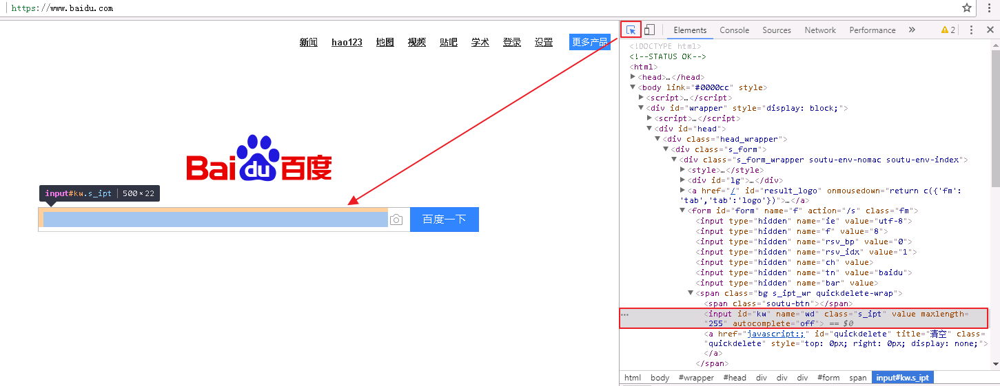 https://www.baidu.com
新闻 hao123 地图 视频 贴吧 学术 登录 设置 更多产品
Baidu百度
input#kw.s_ipt 500×22
百度一下
Elements Console Sources Network Performance » 2
<!DOCTYPE html>
<!--STATUS OK-->
<html>
<head>…</head>
<body link="#0000cc" style>
<script>…</script>
<div id="wrapper" style="display: block;">
<script>…</script>
<div id="head">
<div class="head_wrapper">
<div class="s_form">
<div class="s_form_wrapper soutu-env-nomac soutu-env-index">
<style>…</style>
<div id="lg">…</div>
<a href="/" id="result_logo" onmousedown="return c({'fm':
'tab','tab':'logo'})">…</a>
<form id="form" name="f" action="/s" class="fm">
<input type="hidden" name="ie" value="utf-8">
<input type="hidden" name="f" value="8">
<input type="hidden" name="rsv_bp" value="0">
<input type="hidden" name="rsv_idx" value="1">
<input type="hidden" name="ch" value>
<input type="hidden" name="tn" value="baidu">
<input type="hidden" name="bar" value>
<span class="bg s_ipt_wr quickdelete-wrap">
<span class="soutu-btn"></span>
<input id="kw" name="wd" class="s_ipt" value maxlength=
"255" autocomplete="off"> == $0
<a href="javascript:;" id="quickdelete" title="清空" class=
"quickdelete" style="top: 0px; right: 0px; display: none;">
</a>
</span>
html body #wrapper #head div div div #form span input#kw.s_ipt